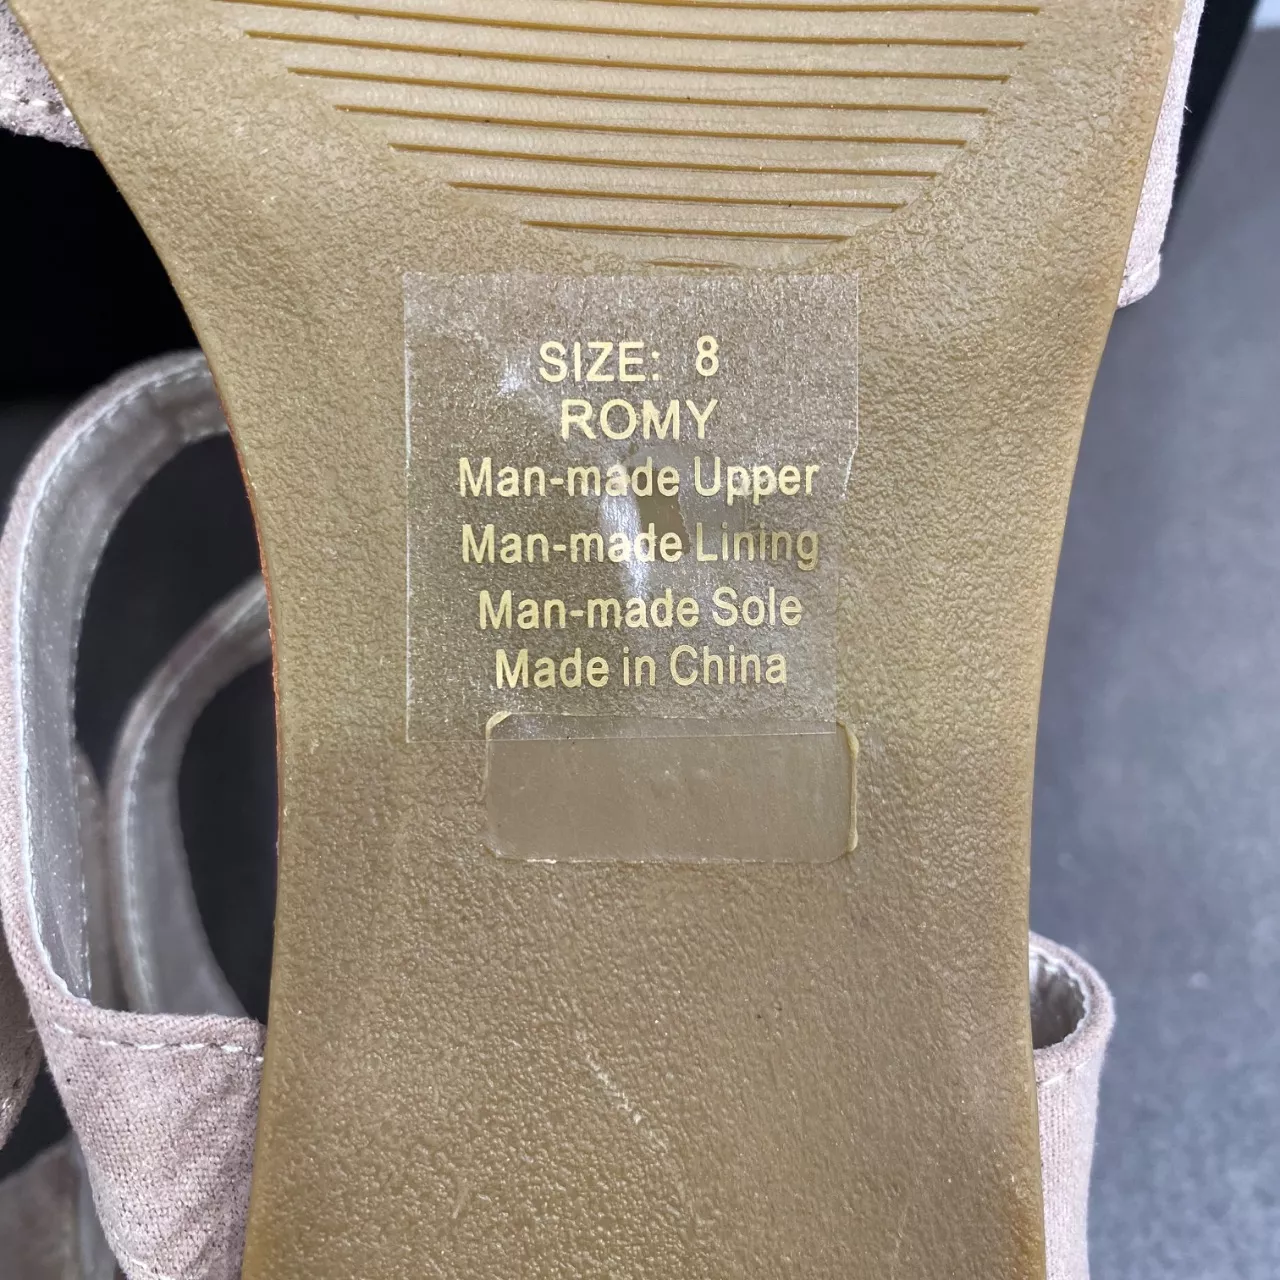 SIZE: 8
ROMY
Man-made Upper
Man-made Lining
Man-made Sole
Made in China